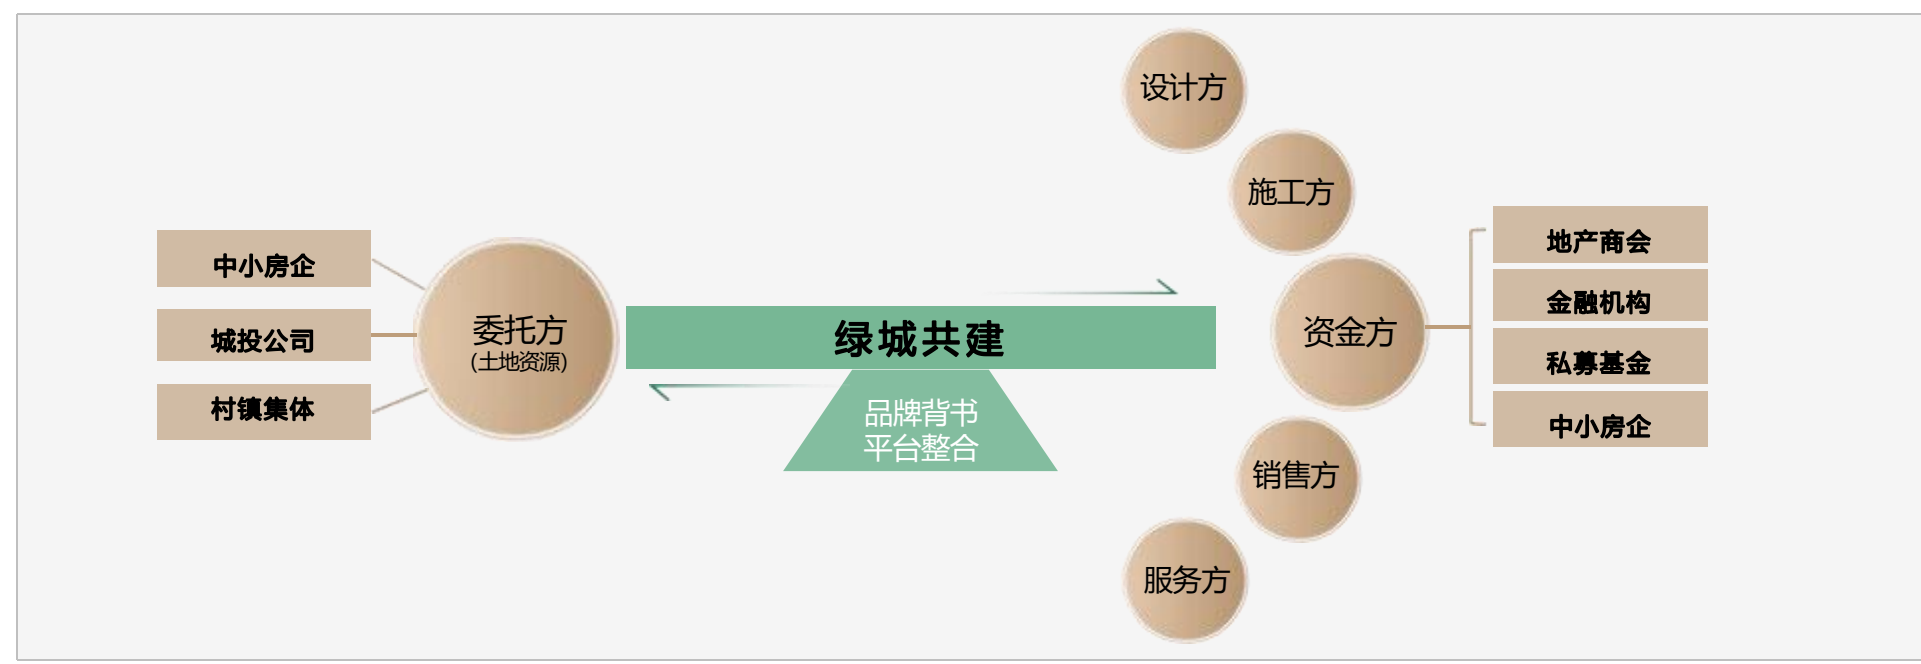 中小房企
城投公司
村镇集体
委托方
(土地资源)
绿城共建
品牌背书
平台整合
设计方
施工方
资金方
销售方
服务方
地产商会
金融机构
私募基金
中小房企